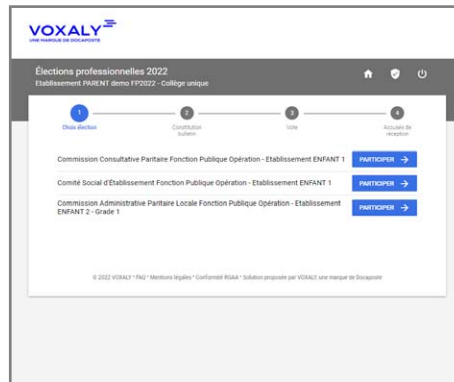 VOXALY
UNE MARQUE DE DOCAPOSTE
Élections professionnelles 2022
Etablissement PARENT demo FP2022 - Collège unique
1
2
3
4
Choix élection
Constitution
bulletin
Vote
Accusés de
réception
Commission Consultative Paritaire Fonction Publique Opération - Etablissement ENFANT 1
PARTICIPER →
Comité Social d'Établissement Fonction Publique Opération - Etablissement ENFANT 1
PARTICIPER →
Commission Administrative Paritaire Locale Fonction Publique Opération - Etablissement
ENFANT 2 - Grade 1
PARTICIPER →
© 2022 VOXALY * FAQ * Mentions légales * Conformité RGAA * Solution proposée par VOXALY, une marque de Docaposte